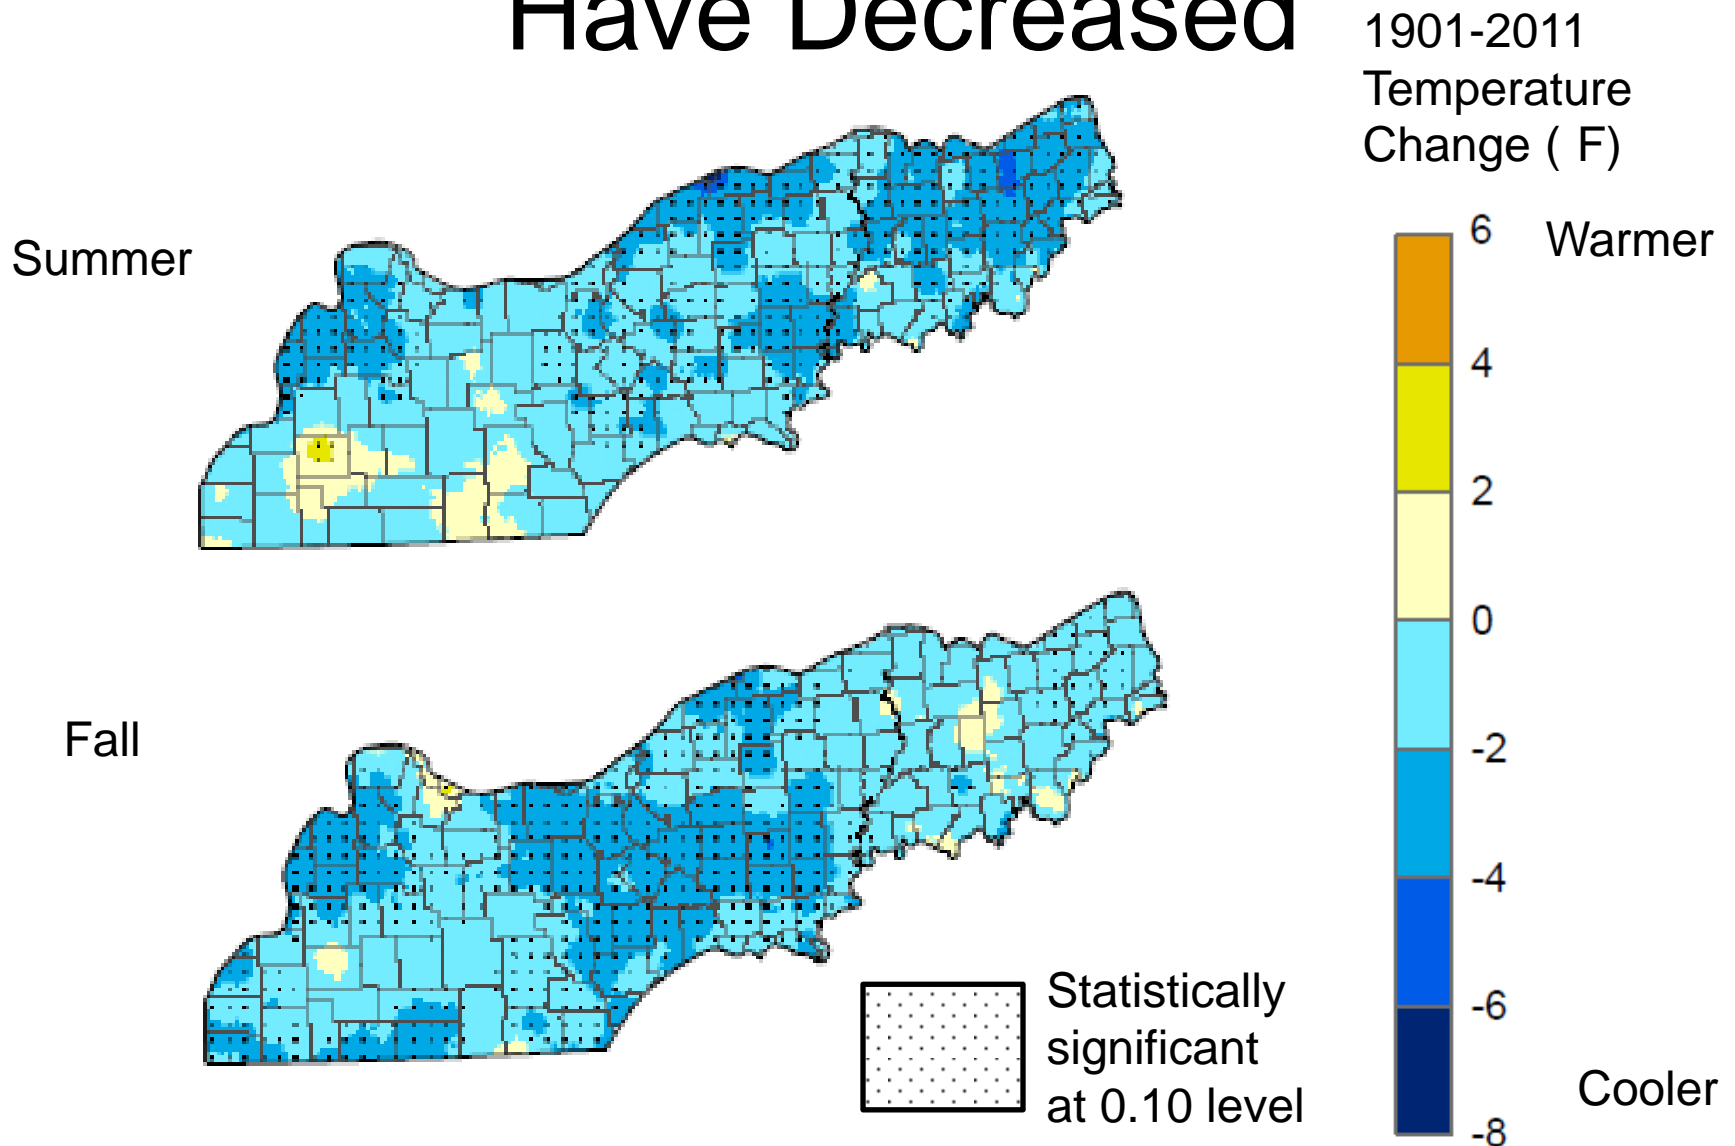 Have Decreased
1901-2011
Temperature
Change ( F)
Summer
6
Warmer
4
2
0
-2
Fall
-4
Statistically
significant
at 0.10 level
-6
Cooler
-8